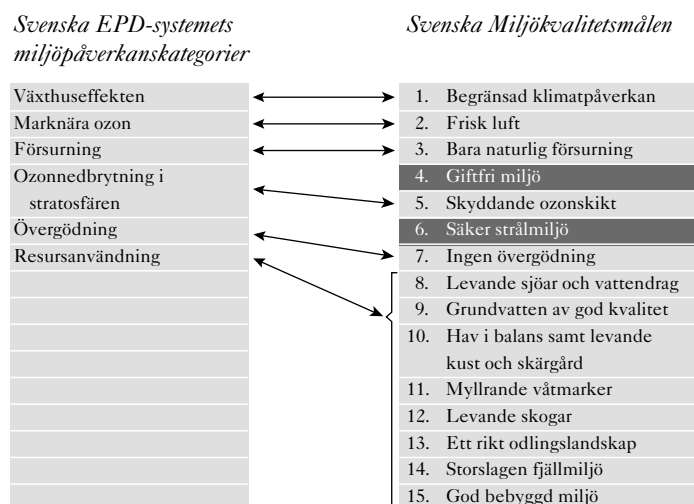 Svenska EPD-systemets
miljöpåverkanskategorier
Växthuseffekten
Marknära ozon
Försurning
Ozonnedbrytning i
stratosfären
Övergödning
Resursanvändning
Svenska Miljökvalitetsmålen
1. Begränsad klimatpåverkan
2. Frisk luft
3. Bara naturlig försurning
4. Giftfri miljö
5. Skyddande ozonskikt
6. Säker strålmiljö
7. Ingen övergödning
8. Levande sjöar och vattendrag
9. Grundvatten av god kvalitet
10. Hav i balans samt levande
kust och skärgård
11. Myllrande våtmarker
12. Levande skogar
13. Ett rikt odlingslandskap
14. Storslagen fjällmiljö
15. God bebyggd miljö